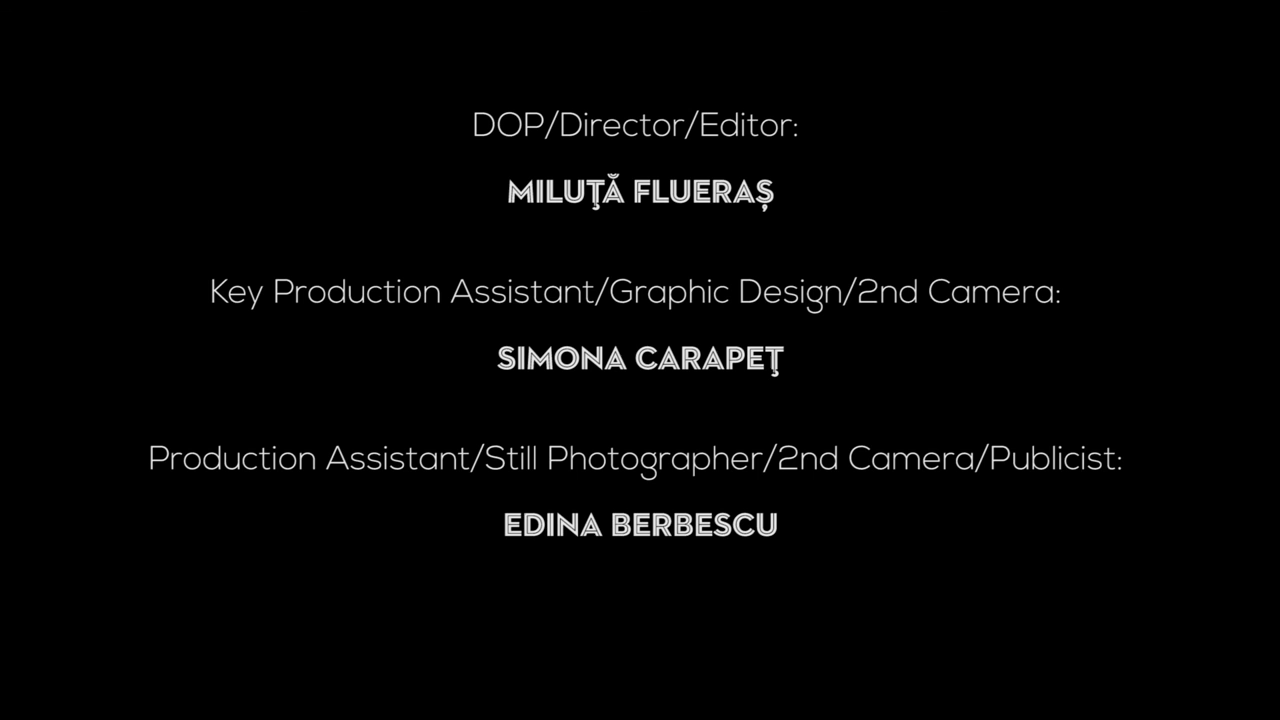 DOP/Director/Editor:
MILUŢĂ FLUERAȘ
Key Production Assistant/Graphic Design/2nd Camera:
SIMONA CARAPEŢ
Production Assistant/Still Photographer/2nd Camera/Publicist:
EDINA BERBESCU